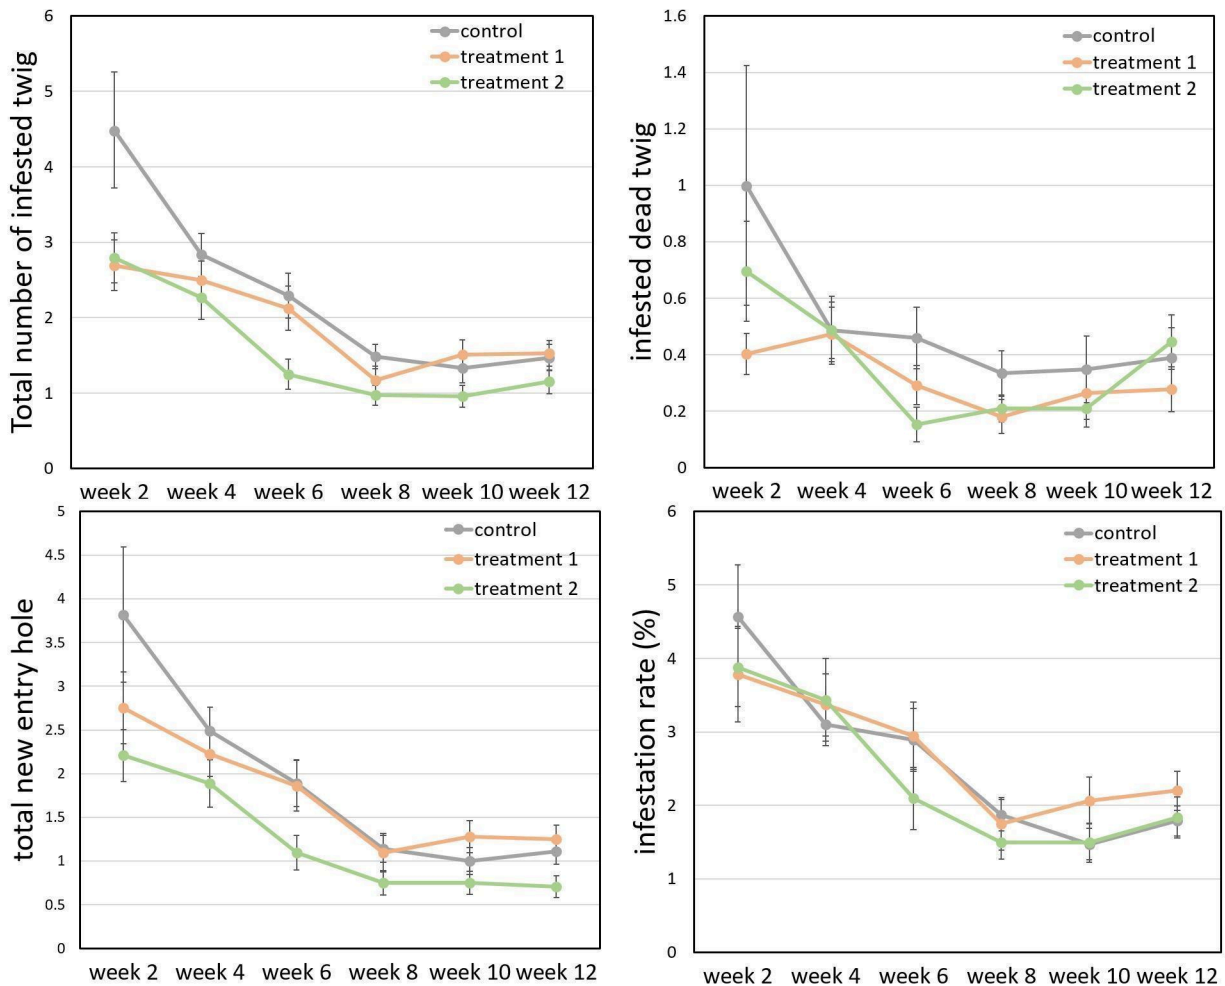 Total number of infested twig
6
5
4
3
2
1
0
control
treatment 1
treatment 2
week 2 week 4 week 6 week 8 week 10 week 12
infested dead twig
1.6
1.4
1.2
1
0.8
0.6
0.4
0.2
0
control
treatment 1
treatment 2
week 2 week 4 week 6 week 8 week 10 week 12
total new entry hole
5
4.5
4
3.5
3
2.5
2
1.5
1
0.5
0
control
treatment 1
treatment 2
week 2 week 4 week 6 week 8 week 10 week 12
infestation rate (%)
6
5
4
3
2
1
0
control
treatment 1
treatment 2
week 2 week 4 week 6 week 8 week 10 week 12